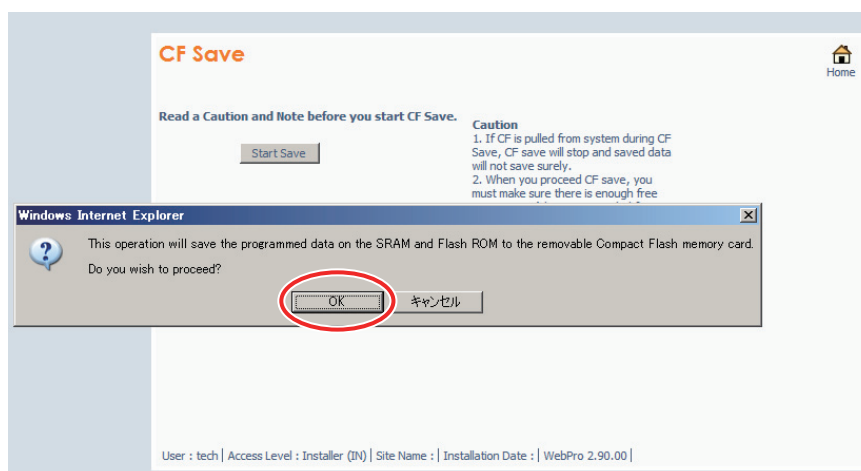 CF Save
Home
Read a Caution and Note before you start CF Save.
Start Save
Caution
1. If CF is pulled from system during CF
Save, CF save will stop and saved data
will not save surely.
2. When you proceed CF save, you
must make sure there is enough free
Windows Internet Explorer
This operation will save the programmed data on the SRAM and Flash ROM to the removable Compact Flash memory card.
Do you wish to proceed?
OK
キャンセル
User : tech | Access Level : Installer (IN) | Site Name : | Installation Date : | WebPro 2.90.00 |